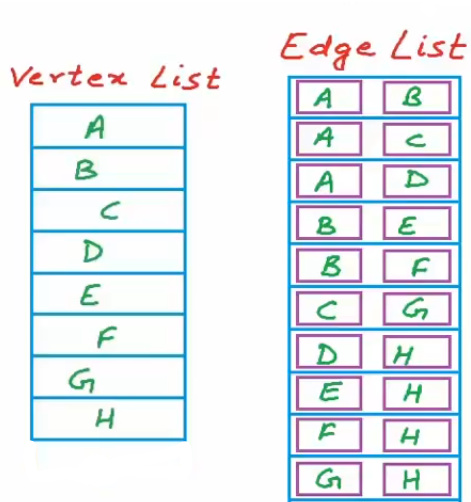 Vertex List
A
B
C
D
E
F
G
H
Edge List
A B
A C
A D
B E
B F
C G
D H
E H
F H
G H